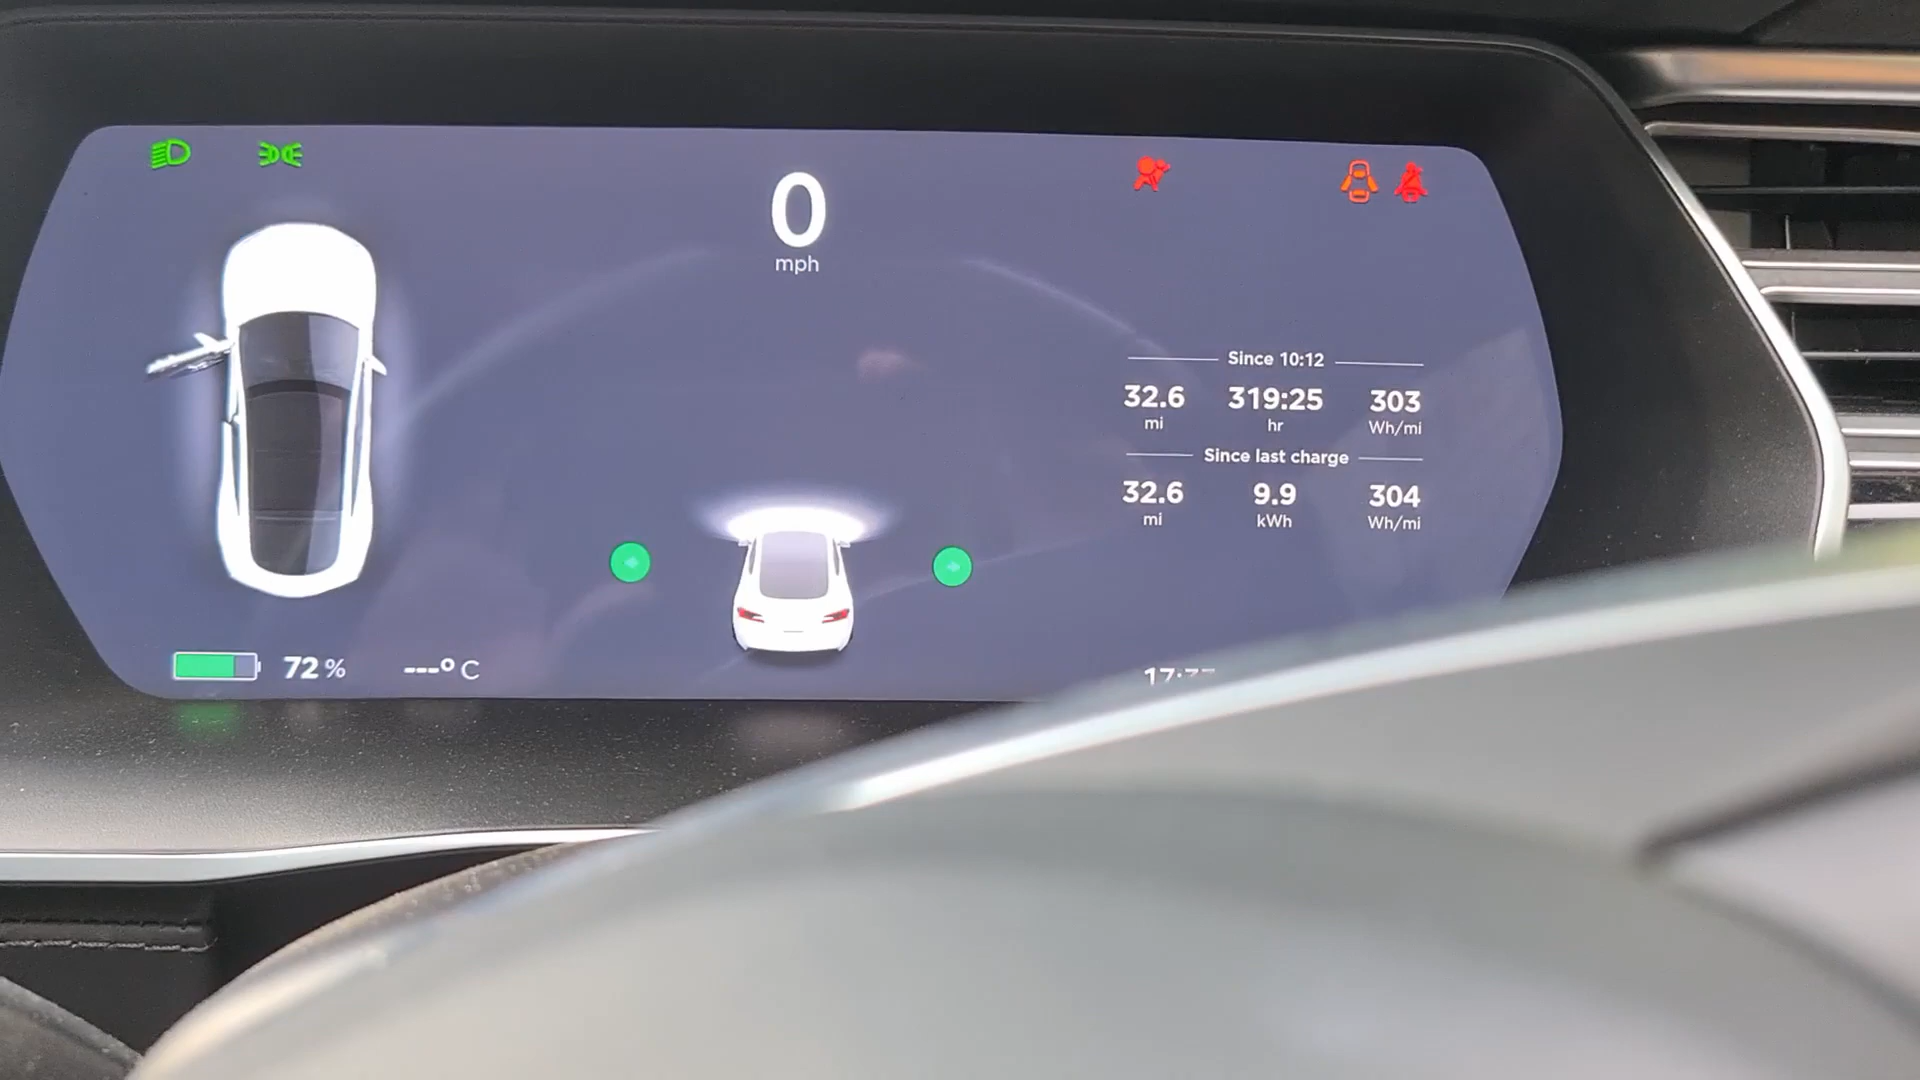 0
mph
Since 10:12
32.6 319:25 303
mi hr Wh/mi
Since last charge
32.6 9.9 304
mi kWh Wh/mi
72 % ---° C